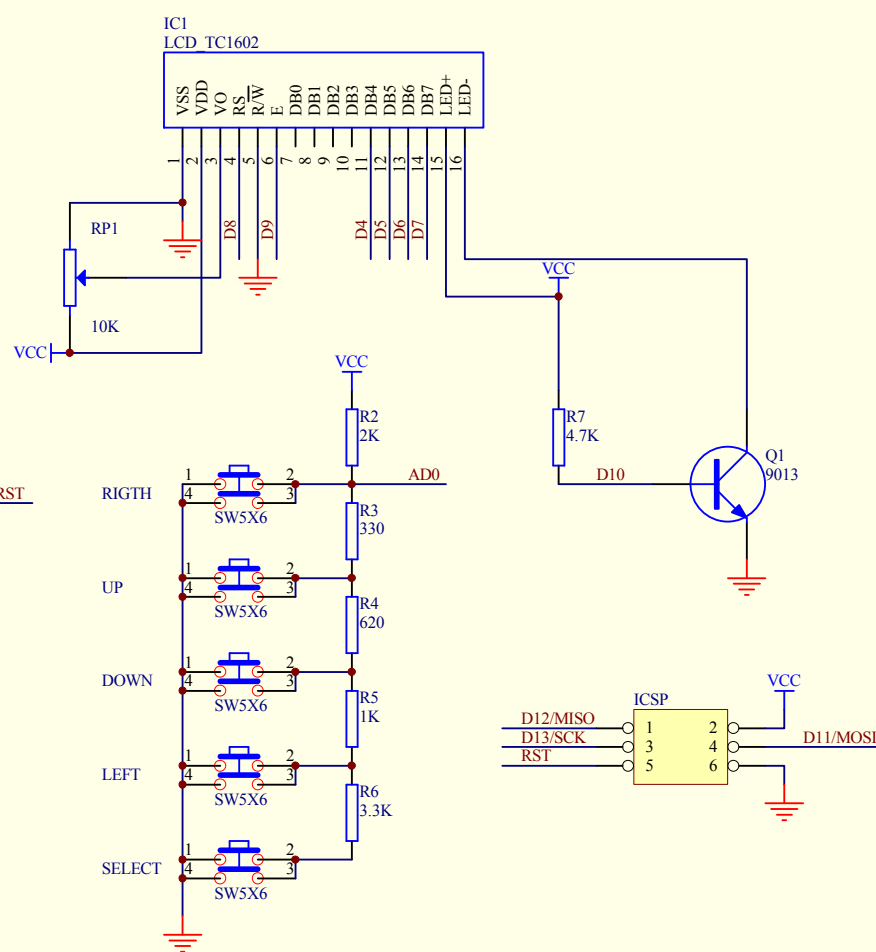 IC1
LCD_TC1602
VSS
VDD
VO
RS
R/W
E
DB0
DB1
DB2
DB3
DB4
DB5
DB6
DB7
LED+
LED-
1
2
3
4
5
6
7
8
9
10
11
12
13
14
15
16
D8
D9
D4
D5
D6
D7
RP1
10K
VCC
VCC
R7
4.7K
D10
Q1
9013
VCC
R2
2K
AD0
RST
RIGTH
1
4
2
3
SW5X6
R3
330
UP
1
4
2
3
SW5X6
R4
620
DOWN
1
4
2
3
SW5X6
R5
1K
LEFT
1
4
2
3
SW5X6
R6
3.3K
SELECT
1
4
2
3
SW5X6
VCC
ICSP
D12/MISO
1
2
D13/SCK
3
4
D11/MOSI
RST
5
6